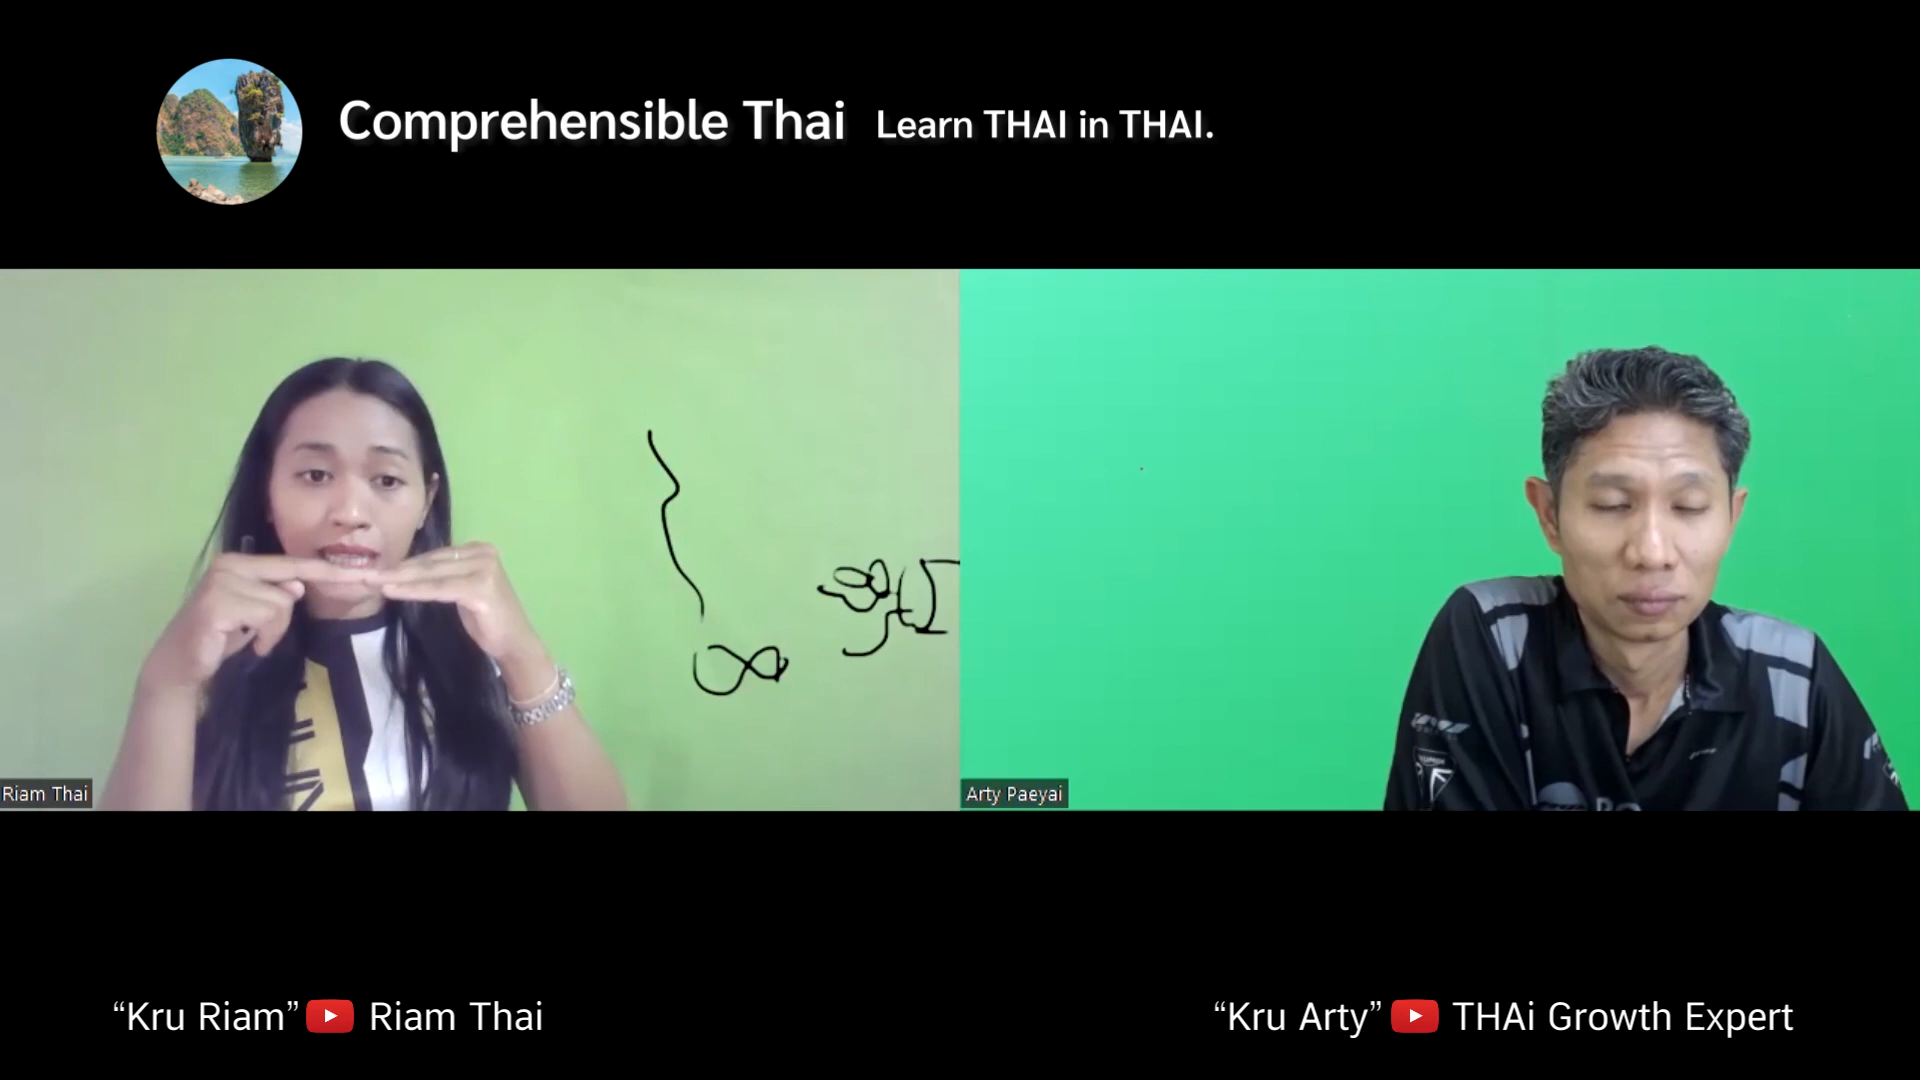 Comprehensible Thai Learn THAI in THAI.
Riam Thai
Arty Paeyai
“Kru Riam” Riam Thai
“Kru Arty” THAi Growth Expert